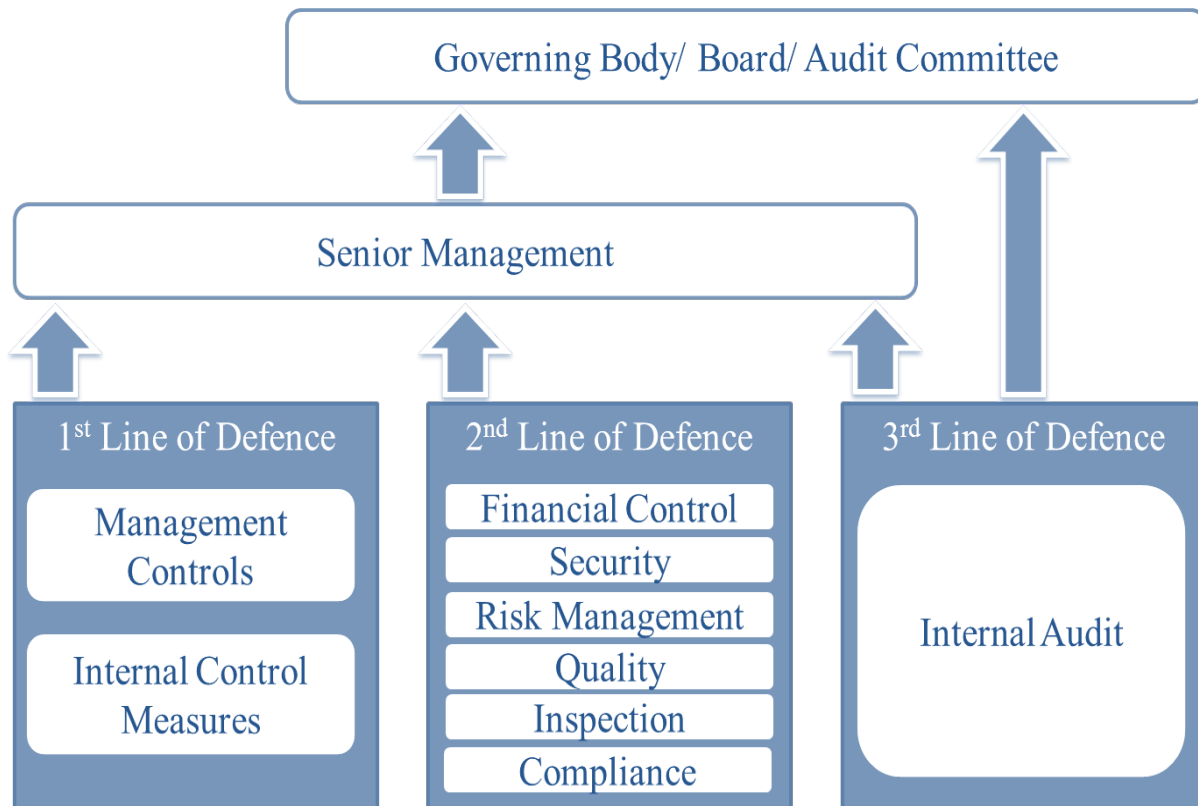 Governing Body/ Board/ Audit Committee
Senior Management
1st Line of Defence
Management
Controls
Internal Control
Measures
2nd Line of Defence
Financial Control
Security
Risk Management
Quality
Inspection
Compliance
3rd Line of Defence
Internal Audit